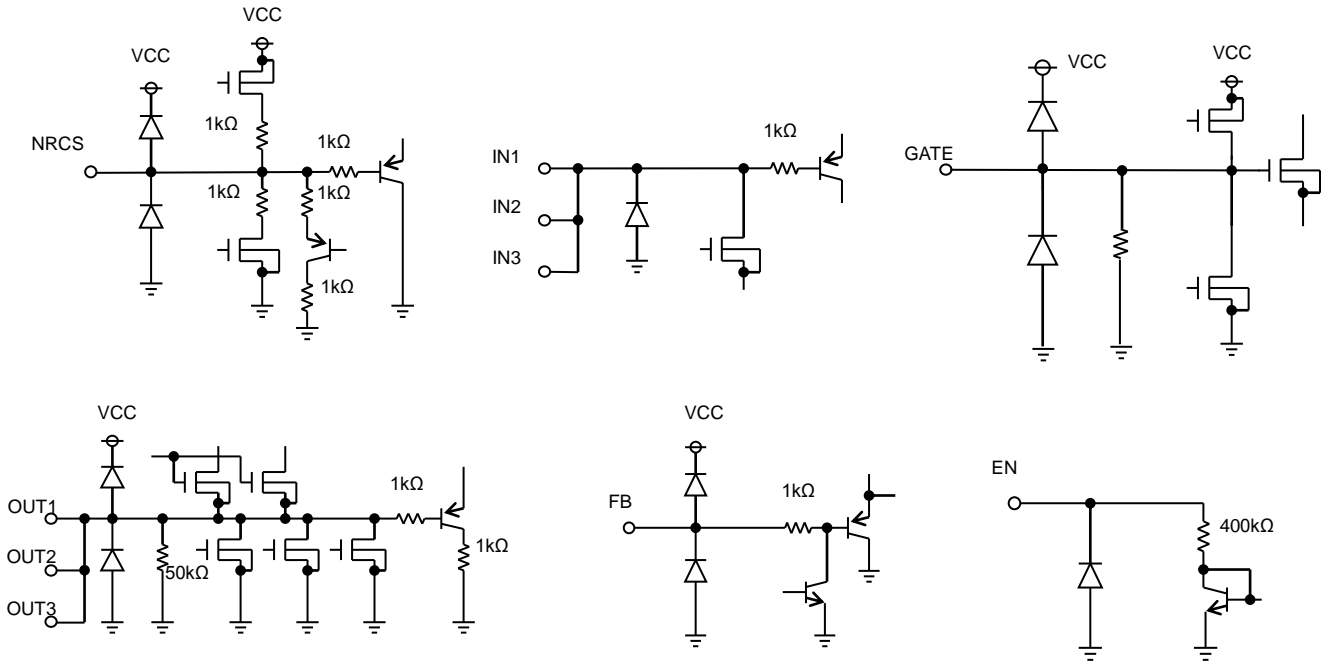 VCC
VCC
1kΩ
1kΩ
NRCS
1kΩ
1kΩ
1kΩ
1kΩ
IN1
IN2
IN3
VCC
VCC
GATE
VCC
1kΩ
OUT1
OUT2
50kΩ
1kΩ
OUT3
VCC
1kΩ
FB
EN
400kΩ